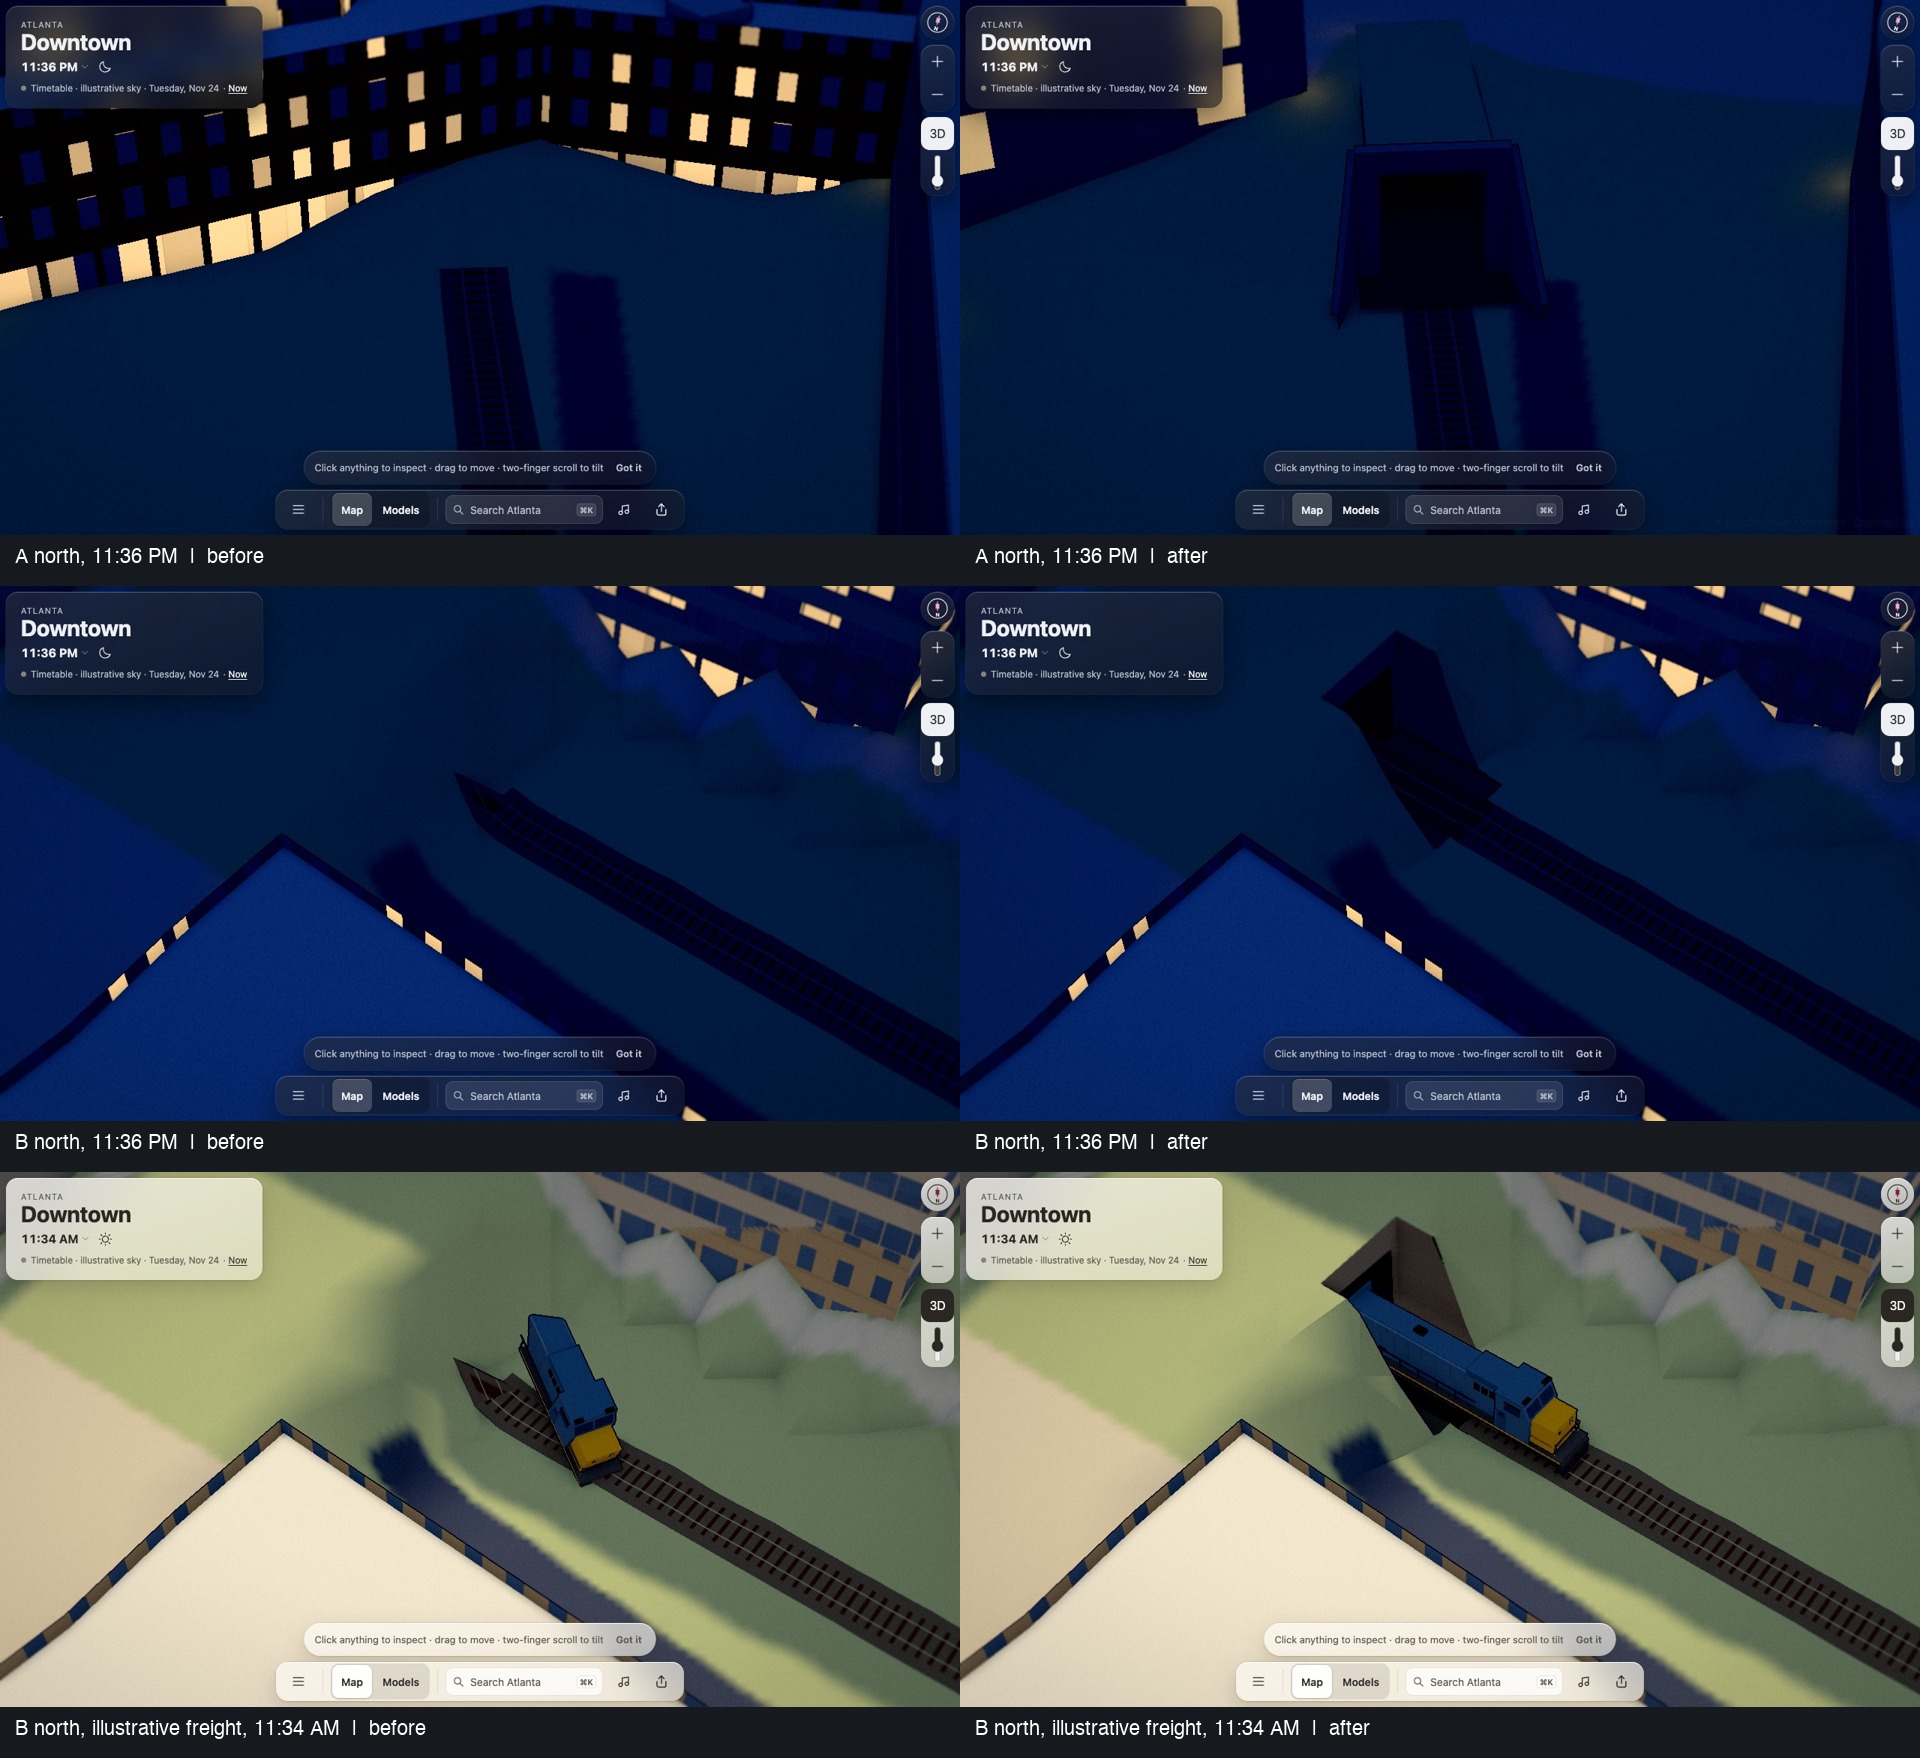 ATLANTA
Downtown
11:36 PM
Timetable · illustrative sky · Tuesday, Nov 24 · Now
N
+
−
3D
Click anything to inspect · drag to move · two-finger scroll to tilt Got it
Map Models Search Atlanta ⌘K
A north, 11:36 PM | before
ATLANTA
Downtown
11:36 PM
Timetable · illustrative sky · Tuesday, Nov 24 · Now
N
+
−
3D
Click anything to inspect · drag to move · two-finger scroll to tilt Got it
Map Models Search Atlanta ⌘K
A north, 11:36 PM | after
ATLANTA
Downtown
11:36 PM
Timetable · illustrative sky · Tuesday, Nov 24 · Now
N
+
−
3D
Click anything to inspect · drag to move · two-finger scroll to tilt Got it
Map Models Search Atlanta ⌘K
B north, 11:36 PM | before
ATLANTA
Downtown
11:36 PM
Timetable · illustrative sky · Tuesday, Nov 24 · Now
N
+
−
3D
Click anything to inspect · drag to move · two-finger scroll to tilt Got it
Map Models Search Atlanta ⌘K
B north, 11:36 PM | after
ATLANTA
Downtown
11:34 AM
Timetable · illustrative sky · Tuesday, Nov 24 · Now
N
+
−
3D
Click anything to inspect · drag to move · two-finger scroll to tilt Got it
Map Models Search Atlanta ⌘K
B north, illustrative freight, 11:34 AM | before
ATLANTA
Downtown
11:34 AM
Timetable · illustrative sky · Tuesday, Nov 24 · Now
N
+
−
3D
Click anything to inspect · drag to move · two-finger scroll to tilt Got it
Map Models Search Atlanta ⌘K
B north, illustrative freight, 11:34 AM | after